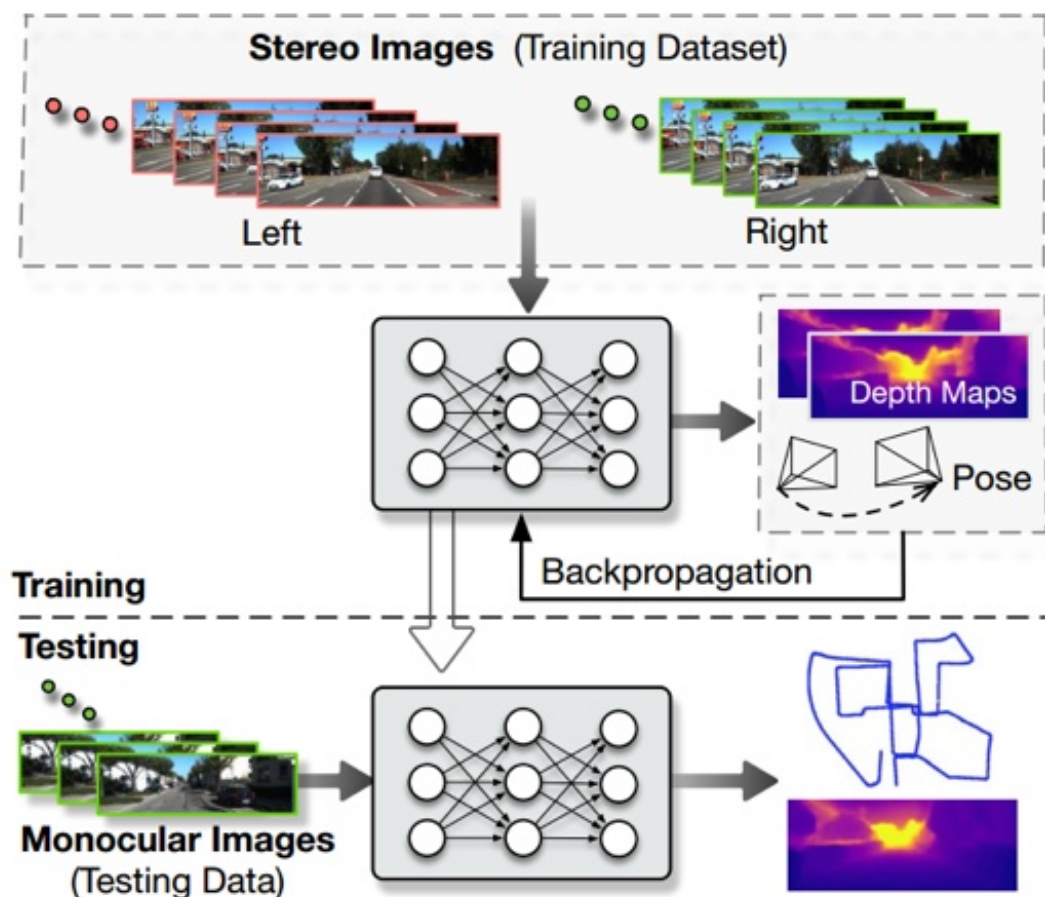 Stereo Images (Training Dataset)
Left
Right
Depth Maps
Pose
Backpropagation
Training
Testing
Monocular Images
(Testing Data)